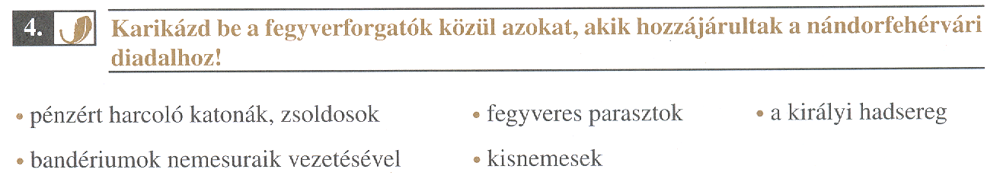 4. Karikázd be a fegyverforgatók közül azokat, akik hozzájárultak a nándorfehérvári
diadalhoz!
• pénzért harcoló katonák, zsoldosok • fegyveres parasztok • a királyi hadsereg
• bandériumok nemesuraik vezetésével • kisnemesek